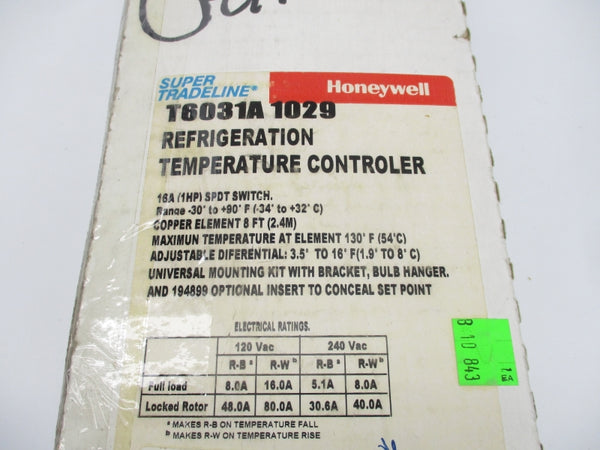 SUPER
TRADELINE®
Honeywell
T6031A 1029
REFRIGERATION
TEMPERATURE CONTROLER
16A (1HP) SPDT SWITCH.
Range -30° to +90° F (-34° to +32° C)
COPPER ELEMENT 8 FT (2.4M)
MAXIMUN TEMPERATURE AT ELEMENT 130° F (54°C)
ADJUSTABLE DIFERENTIAL: 3.5° TO 16° F(1.9° TO 8° C)
UNIVERSAL MOUNTING KIT WITH BRACKET, BULB HANGER.
AND 194899 OPTIONAL INSERT TO CONCEAL SET POINT
ELECTRICAL RATINGS.
120 Vac 240 Vac
R-B a R-W b R-B a R-W b
Full load 8.0A 16.0A 5.1A 8.0A
Locked Rotor 48.0A 80.0A 30.6A 40.0A
a MAKES R-B ON TEMPERATURE FALL
b MAKES R-W ON TEMPERATURE RISE
B 10 843